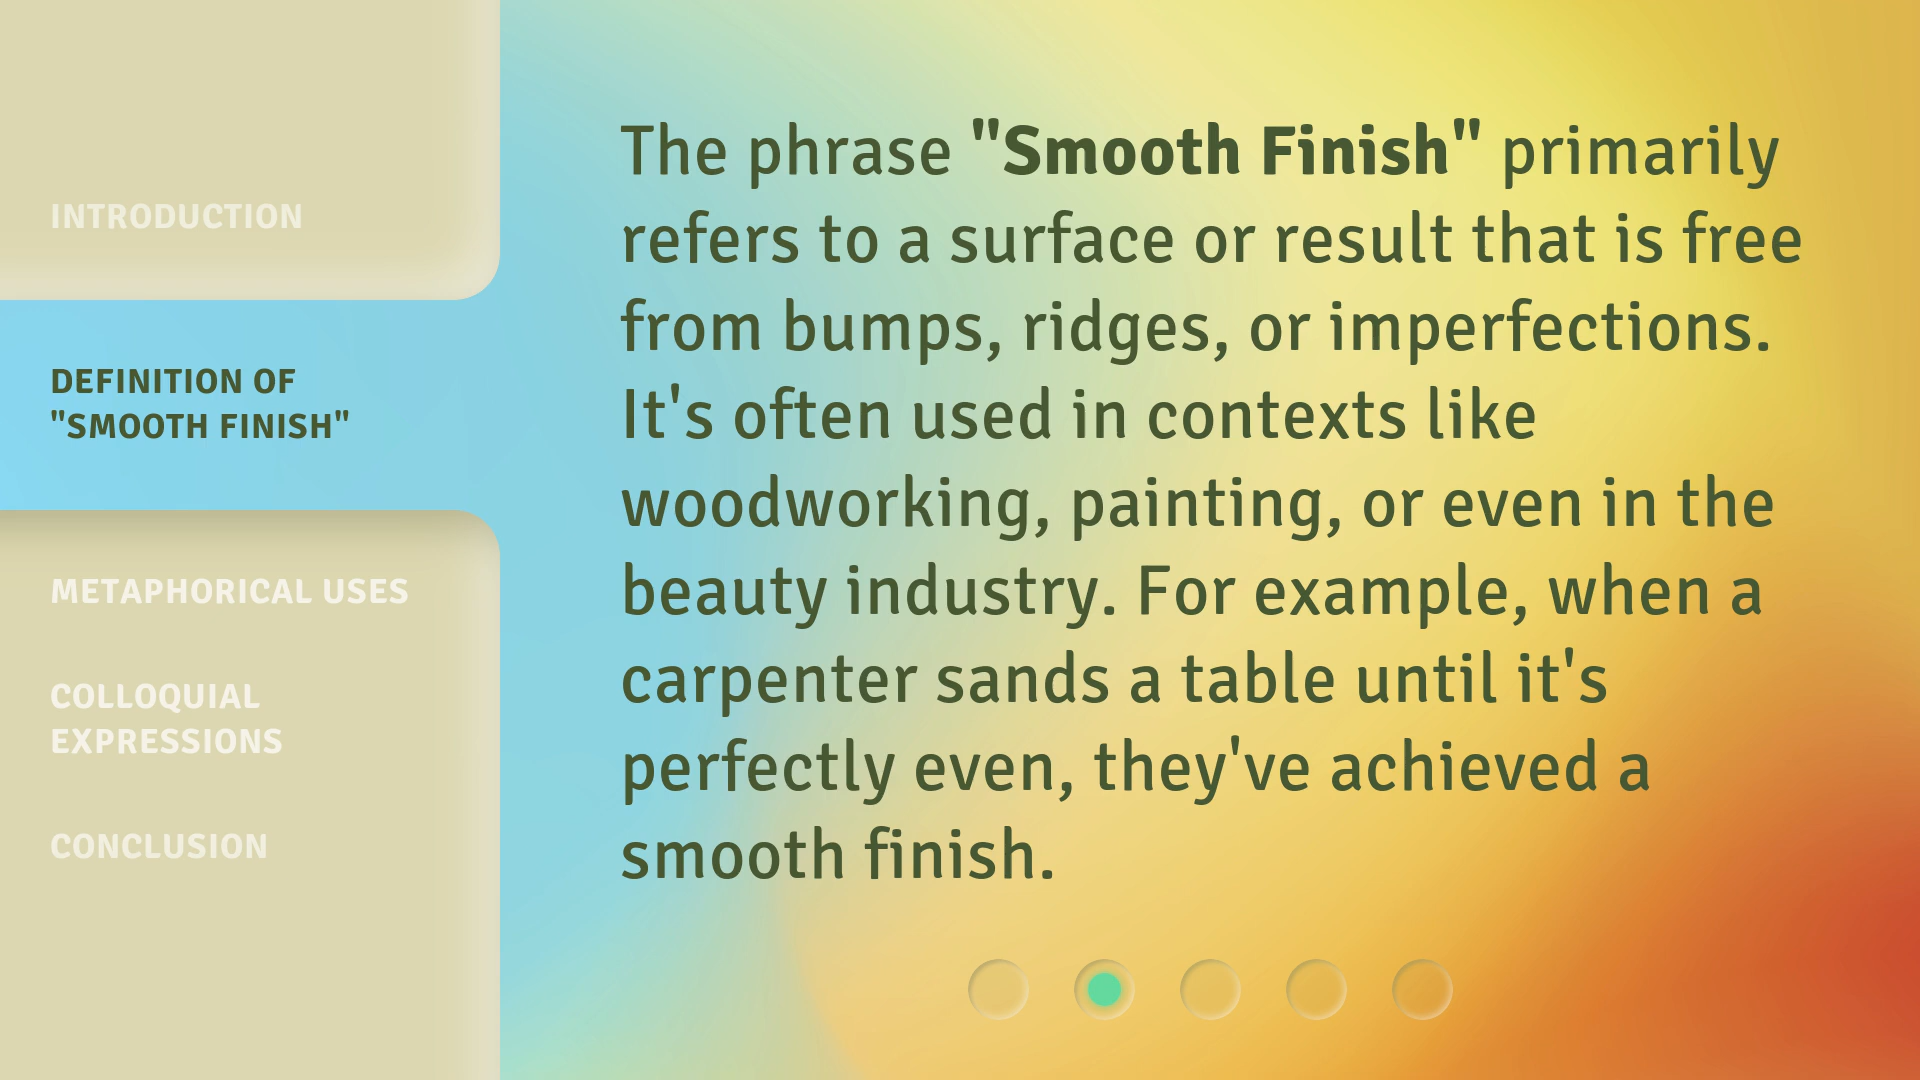 INTRODUCTION
DEFINITION OF
"SMOOTH FINISH"
METAPHORICAL USES
COLLOQUIAL
EXPRESSIONS
CONCLUSION
The phrase "Smooth Finish" primarily
refers to a surface or result that is free
from bumps, ridges, or imperfections.
It's often used in contexts like
woodworking, painting, or even in the
beauty industry. For example, when a
carpenter sands a table until it's
perfectly even, they've achieved a
smooth finish.